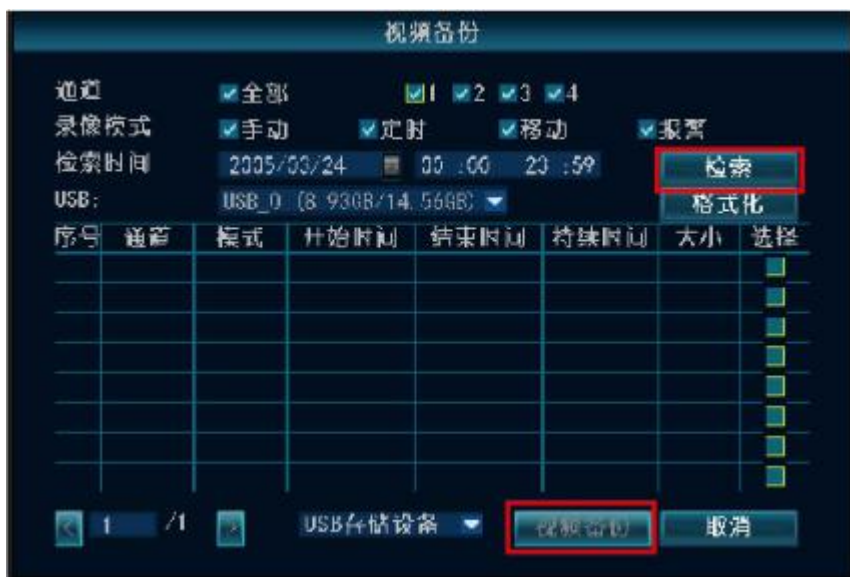 视频备份
通道 全部 1 2 3 4
录像模式 手动 定时 移动 报警
检索时间 2005/03/24 00 :00 23 :59 检索
USB: USB_0 (8.93GB/14.56GB) 格式化
序号 通道 模式 开始时间 结束时间 持续时间 大小 选择
< 1 /1 > USB存储设备 视频备份 取消